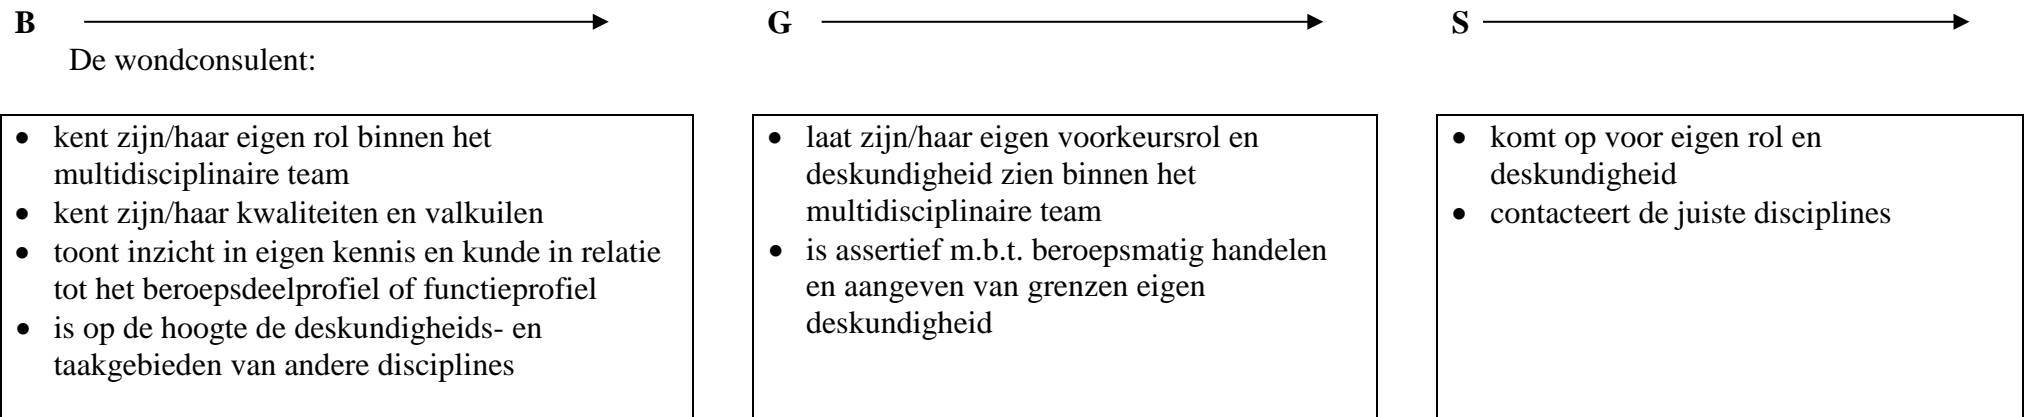 B
G
S
De wondconsulent:
• kent zijn/haar eigen rol binnen het
multidisciplinaire team
• kent zijn/haar kwaliteiten en valkuilen
• toont inzicht in eigen kennis en kunde in relatie
tot het beroepsdeelprofiel of functieprofiel
• is op de hoogte de deskundigheids- en
taakgebieden van andere disciplines
• laat zijn/haar eigen voorkeursrol en
deskundigheid zien binnen het
multidisciplinaire team
• is assertief m.b.t. beroepsmatig handelen
en aangeven van grenzen eigen
deskundigheid
• komt op voor eigen rol en
deskundigheid
• contacteert de juiste disciplines